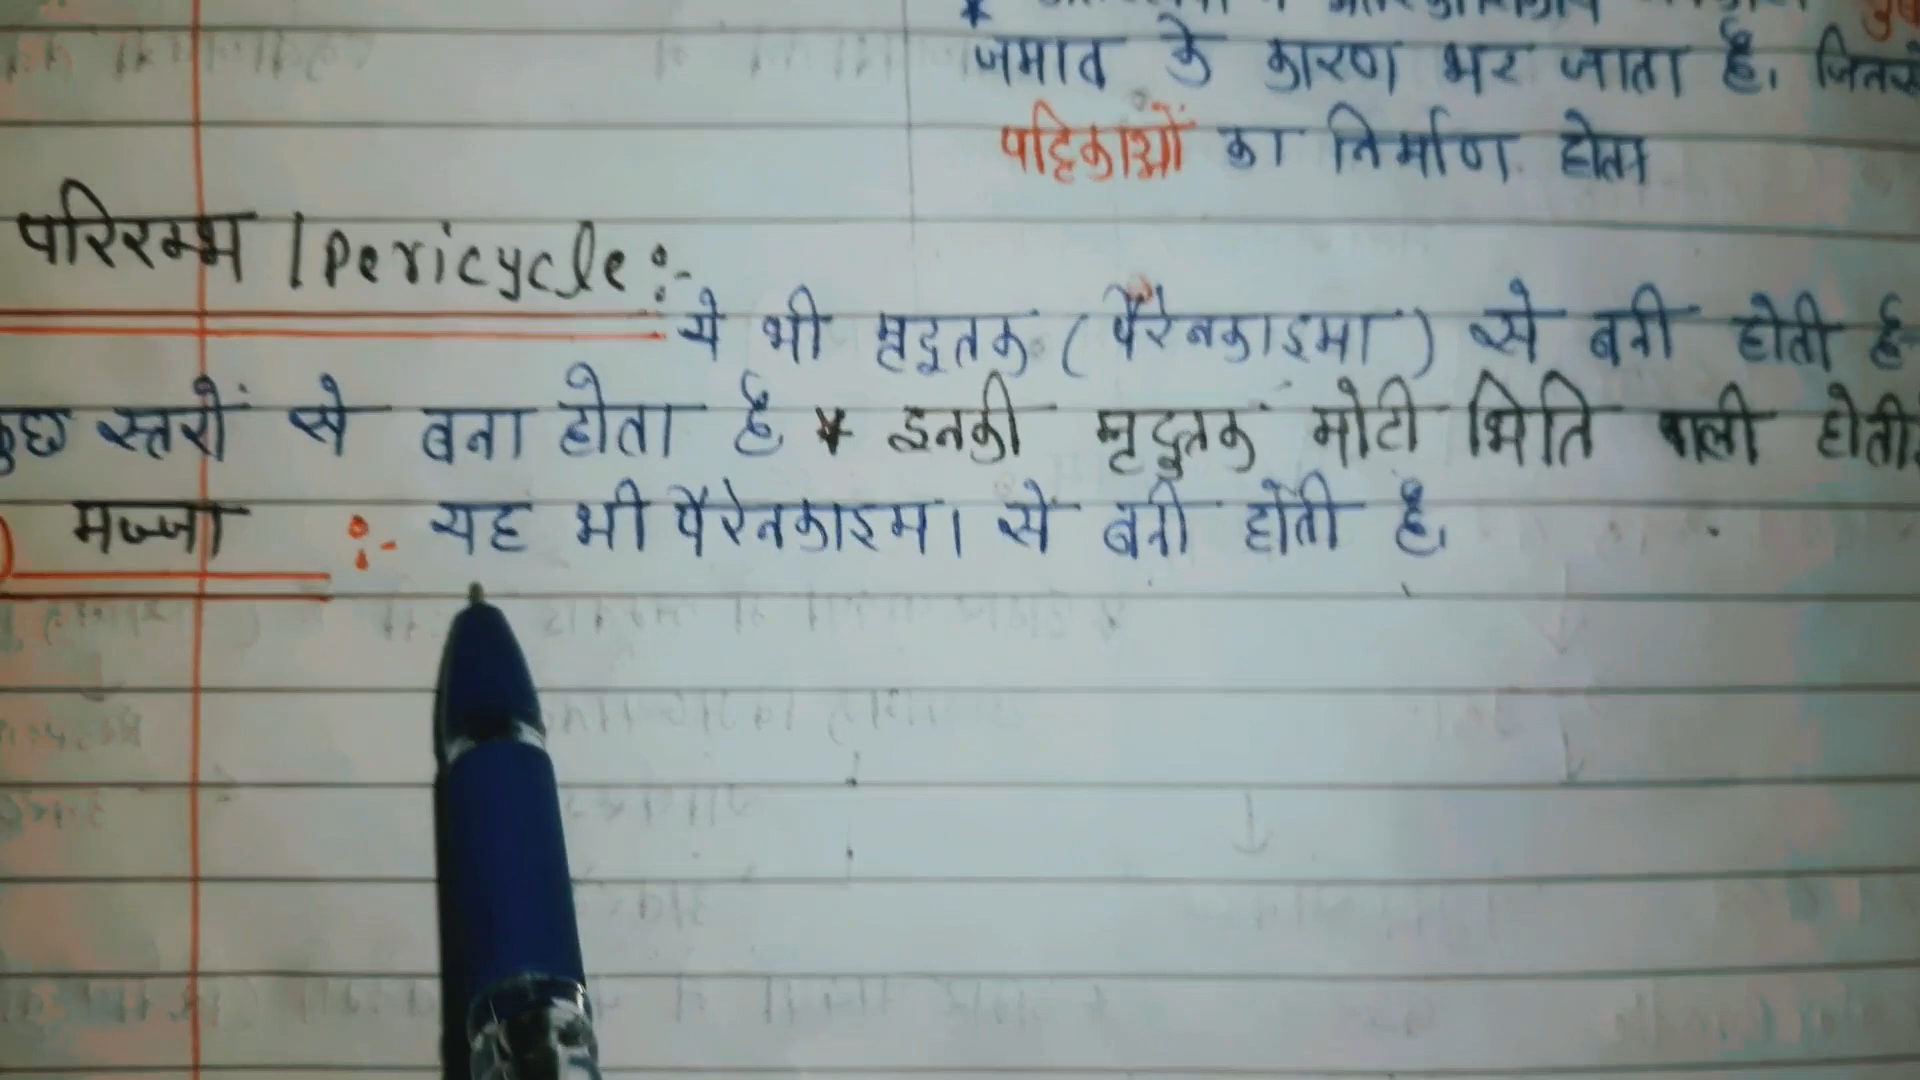 जमाव के कारण भर जाता है। जिससे
पट्टिकाओं का निर्माण होता
परिरम्भ / Pericycle :-
ये भी मृदुतक (पैरेनकाइमा) से बनी होती है
कुछ स्तरों से बना होता है * इनकी मृदुतक मोटी भिति वाली होती
मज्जा :- यह भी पैरेनकाइमा से बनी होती है।